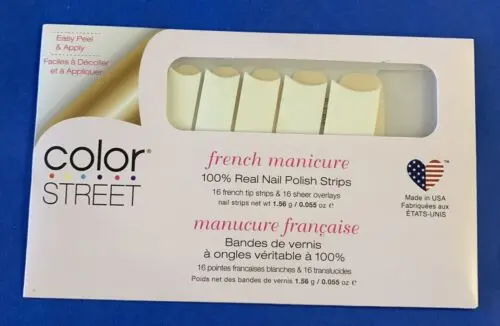 Easy Peel
& Apply
Faciles à Décoller
et à Appliquer
color®
STREET
french manicure
100% Real Nail Polish Strips
16 french tip strips & 16 sheer overlays
nail strips net wt 1.56 g / 0.055 oz ℮
manucure française
Bandes de vernis
à ongles véritable à 100%
16 pointes francaises blanches & 16 translucides
Poids net des bandes de vernis 1.56 g / 0.055 oz ℮
TM
Made in USA
Fabriquées aux
ÉTATS-UNIS